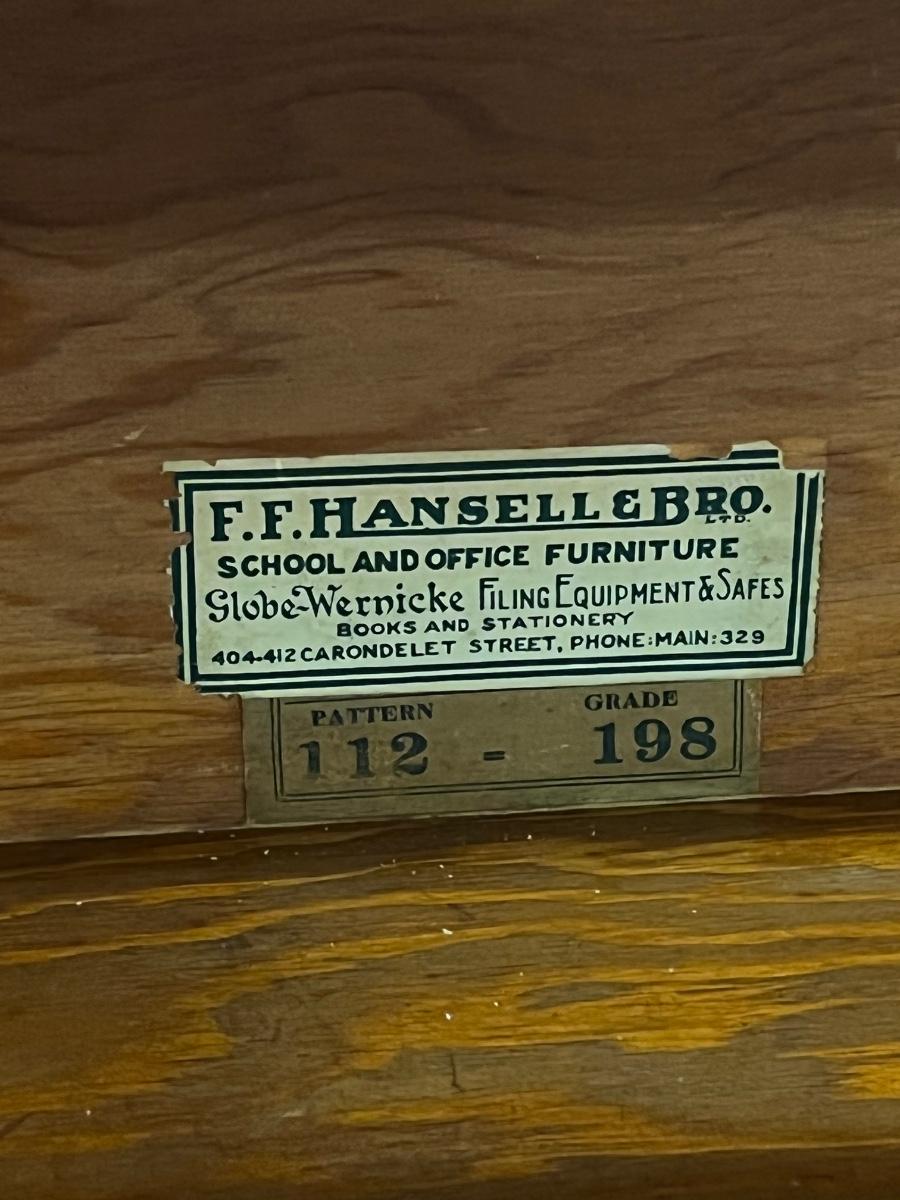 F.F. HANSELL & BRO. LTD.
SCHOOL AND OFFICE FURNITURE
Globe-Wernicke FILING EQUIPMENT & SAFES
BOOKS AND STATIONERY
404-412 CARONDELET STREET, PHONE:MAIN:329
PATTERN GRADE
112 - 198